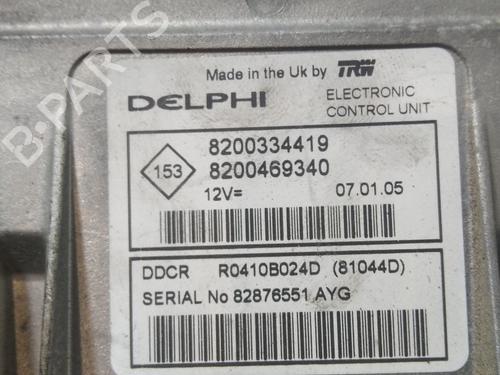 Made in the Uk by TRW
DELPHI ELECTRONIC
CONTROL UNIT
153
8200334419
8200469340
12V= 07.01.05
DDCR R0410B024D (81044D)
SERIAL No 82876551 AYG
B-PARTS